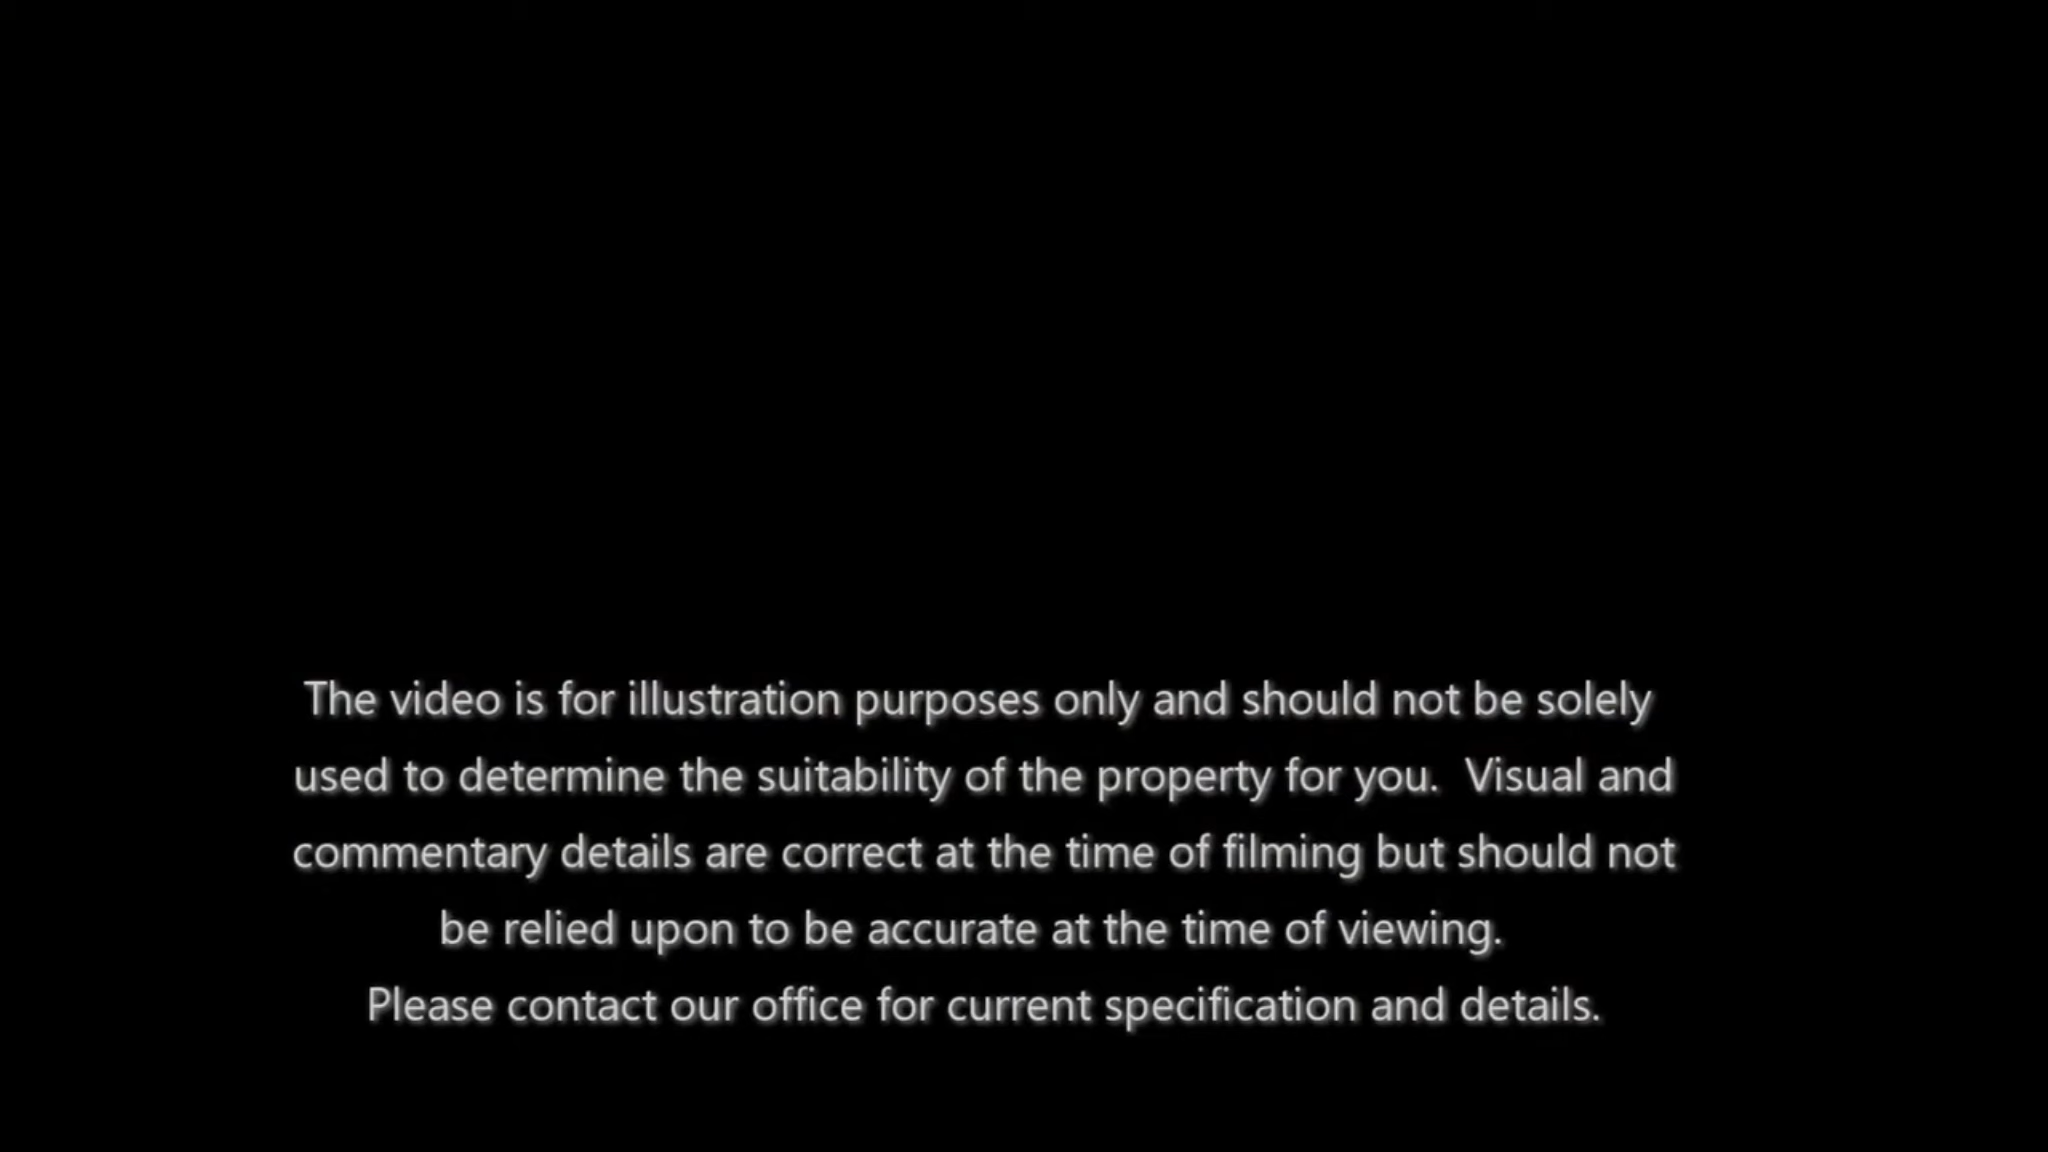 The video is for illustration purposes only and should not be solely
used to determine the suitability of the property for you.  Visual and
commentary details are correct at the time of filming but should not
be relied upon to be accurate at the time of viewing.
Please contact our office for current specification and details.